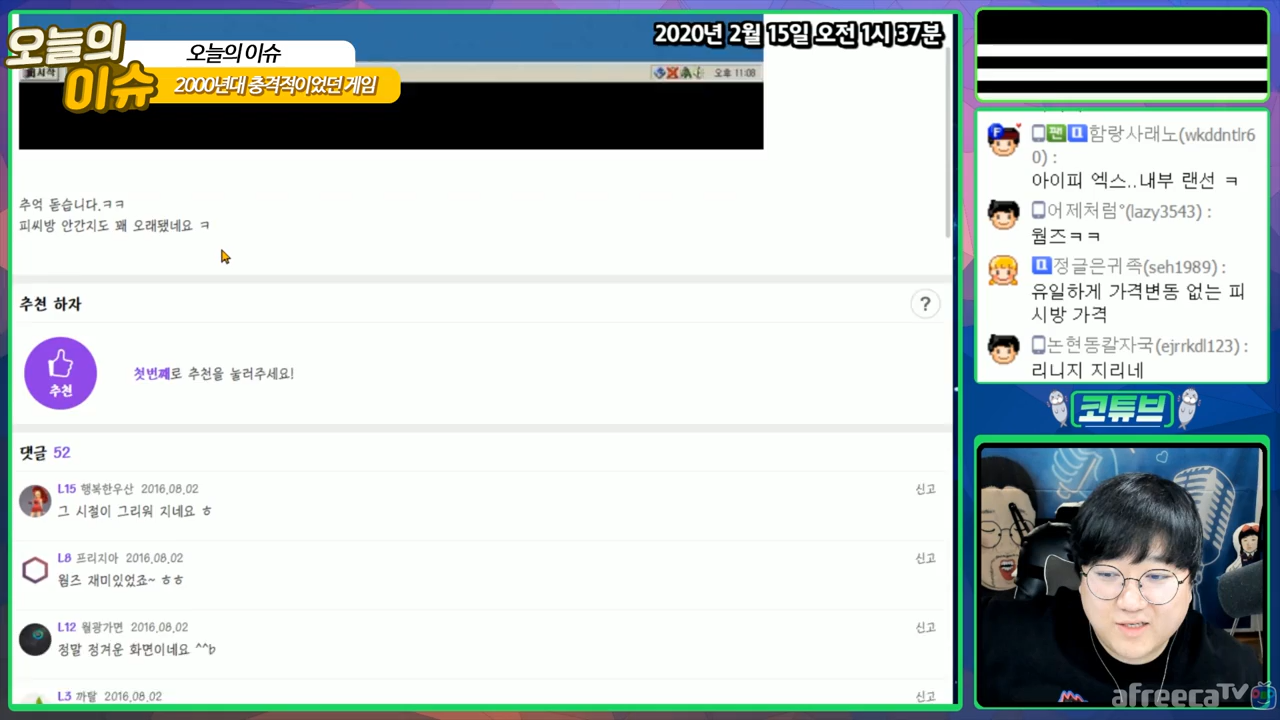 오늘의
이슈
오늘의 이슈
2000년대 충격적이었던 게임
2020년 2월 15일 오전 1시 37분
시작
오후 11:08
추억 돋습니다.ㅋㅋ
피씨방 안간지도 꽤 오래됐네요 ㅋ
추천 하자
?
추천
첫번째로 추천을 눌러주세요!
댓글 52
L15 행복한우산 2016.08.02
신고
그 시절이 그리워 지네요 ㅎ
L8 프리지아 2016.08.02
신고
웜즈 재미있었죠~ ㅎㅎ
L12 월광가면 2016.08.02
신고
정말 정겨운 화면이네요 ^^b
L3 까탈 2016.08.02
신고
팬 함랑사래노(wkddntlr6
0) :
아이피 엑스..내부 랜선 ㅋ
어제처럼°(lazy3543) :
웜즈ㅋㅋ
정글은귀족(seh1989) :
유일하게 가격변동 없는 피
시방 가격
논현동칼자국(ejrrkdl123) :
리니지 지리네
코튜브
afreecaTV